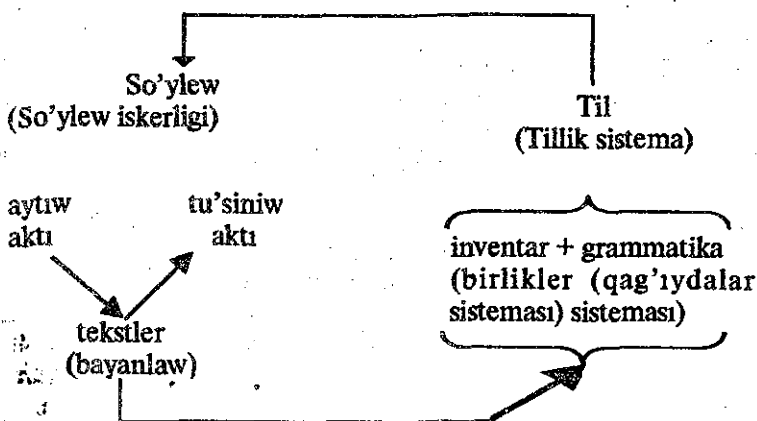 So’ylew
(So’ylew iskerligi)
Til
(Tillik sistema)
aytıw tu’siniw
aktı aktı
tekstler
(bayanlaw)
inventar + grammatika
(birlikler (qag’ıydalar
sisteması) sisteması)